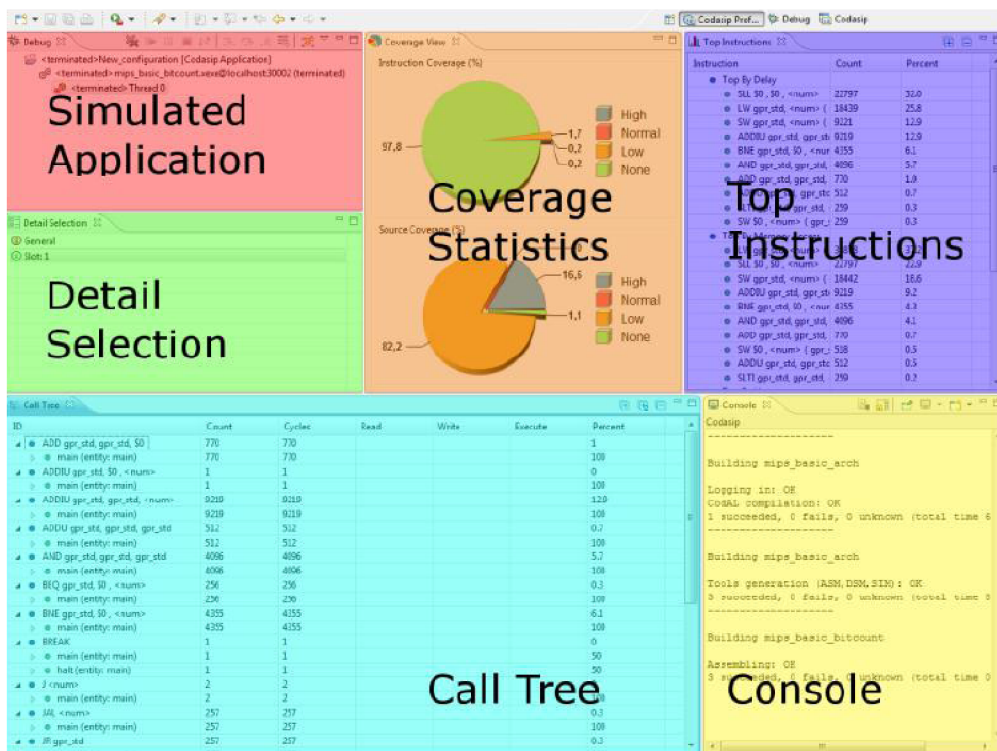 Codasip Prof... Debug Codasip
Debug
<terminated>New_configuration [Codasip Application]
<terminated>mips_basic_bitcount.xexe@localhost:30002 (terminated)
<terminated>Thread 0
Simulated
Application
Detail Selection
General
Slot: 1
Detail
Selection
Coverage View
Instruction Coverage (%)
97,8
1,7
0,2
0,2
High
Normal
Low
None
Coverage
Statistics
Source Coverage (%)
16,6
1,1
82,2
High
Normal
Low
None
Top Instructions
Instruction Count Percent
Top By Delay
SLL $0 , $0 , <num> 22797 32.0
LW gpr_std, <num> ( 18439 25.8
SW gpr_std, <num> ( 9221 12.9
ADDIU gpr_std, gpr_st 9219 12.9
BNE gpr_std, $0 , <nur 4355 6.1
AND gpr_std, gpr_std, 4096 5.7
ADD gpr_std, gpr_std, 770 1.0
gpr_std, gpr_stc 512 0.7
gpr_std, 259 0.3
SW $0 , <num> ( gpr_ 259 0.3
Top
Instructions
SLL $0 , $0 , <num> 22797 22.9
SW gpr_std, <num> ( 18442 18.6
ADDIU gpr_std, gpr_st 9219 9.2
BNE gpr_std, $0 , <nur 4355 4.3
AND gpr_std, gpr_std, 4096 4.1
ADD gpr_std, gpr_std, 770 0.7
SW $0 , <num> ( gpr_s 538 0.5
ADDU gpr_std, gpr_stc 512 0.5
SLTI gpr_std, gpr_std, 259 0.2
Call Tree
ID Count Cycles Read Write Execute Percent
ADD gpr_std, gpr_std, $0 770 770 1
main (entity: main) 770 770 100
ADDIU gpr_std, $0 , <num> 1 1 0
main (entity: main) 1 1 100
ADDIU gpr_std, gpr_std, <num> 9219 9219 12.9
main (entity: main) 9219 9219 100
ADDU gpr_std, gpr_std, gpr_std 512 512 0.7
main (entity: main) 512 512 100
AND gpr_std, gpr_std, gpr_std 4096 4096 5.7
main (entity: main) 4096 4096 100
BEQ gpr_std, $0 , <num> 256 256 0.3
main (entity: main) 256 256 100
BNE gpr_std, $0 , <num> 4355 4355 6.1
main (entity: main) 4355 4355 100
BREAK 1 1 0
main (entity: main) 1 1 50
halt (entity: main) 1 1 50
J <num> 2 2 0
main (entity: main) 2 2 100
JAL <num> 257 257 0.3
main (entity: main) 257 257 100
JR gpr_std 257 257 0.3
Call Tree
Console
Codasip
--------------------
Building mips_basic_arch
Logging in: OK
CodAL compilation: OK
1 succeeded, 0 fails, 0 unknown (total time 6
--------------------
Building mips_basic_arch
Tools generation (ASM,DSM,SIM): OK
3 succeeded, 0 fails, 0 unknown (total time 8
--------------------
Building mips_basic_bitcount
Assembling: OK
3 succeeded, 0 fails, 0 unknown (total time 0
Console